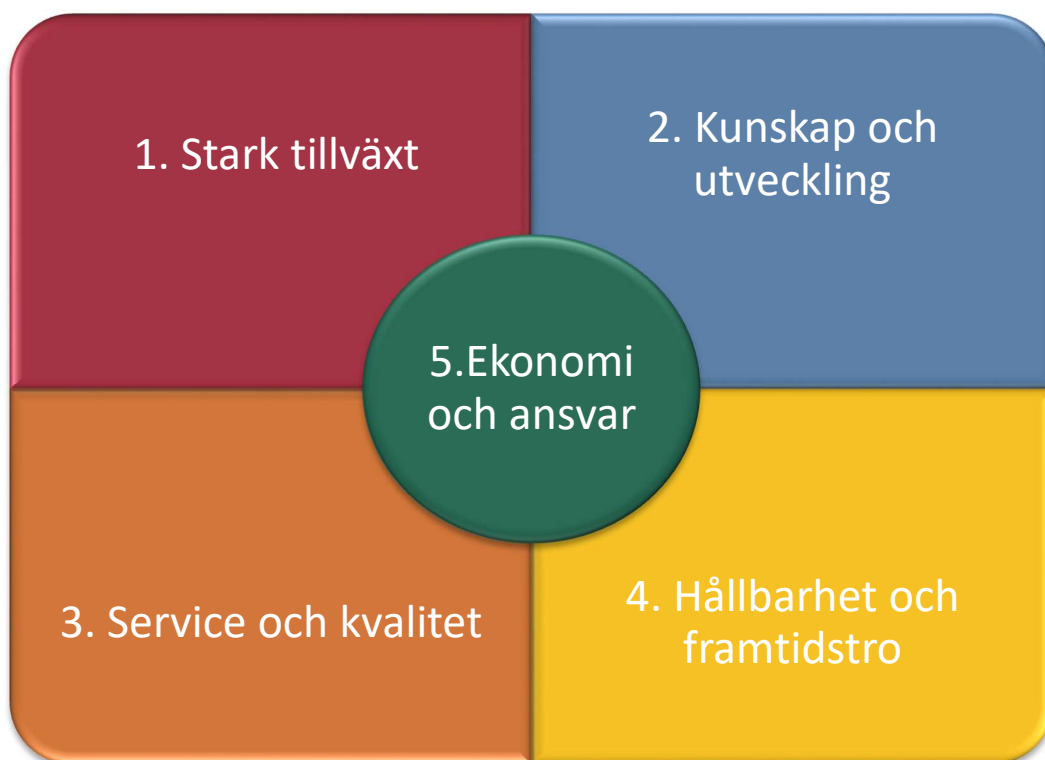 1. Stark tillväxt
2. Kunskap och
utveckling
5.Ekonomi
och ansvar
3. Service och kvalitet
4. Hållbarhet och
framtidstro